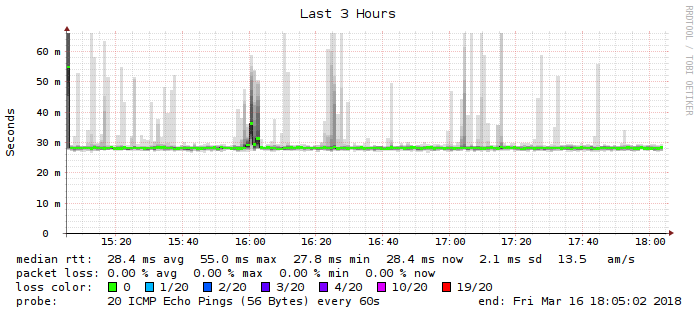 Last 3 Hours
RRDTOOL / TOBI OETIKER
Seconds
60 m
50 m
40 m
30 m
20 m
10 m
0
15:20 15:40 16:00 16:20 16:40 17:00 17:20 17:40 18:00
median rtt: 28.4 ms avg 55.0 ms max 27.8 ms min 28.4 ms now 2.1 ms sd 13.5 am/s
packet loss: 0.00 % avg 0.00 % max 0.00 % min 0.00 % now
loss color: 0 1/20 2/20 3/20 4/20 10/20 19/20
probe: 20 ICMP Echo Pings (56 Bytes) every 60s end: Fri Mar 16 18:05:02 2018